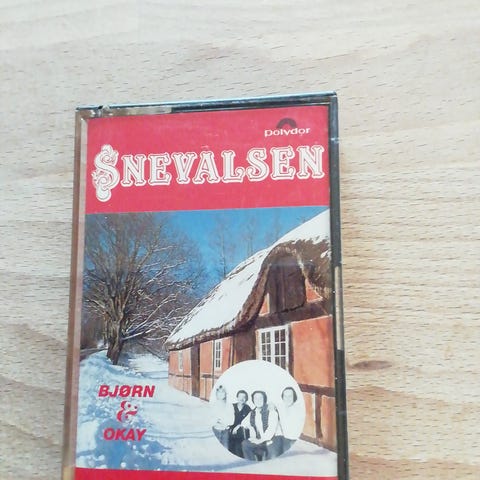 polydor
SNEVALSEN
BJØRN
&
OKAY